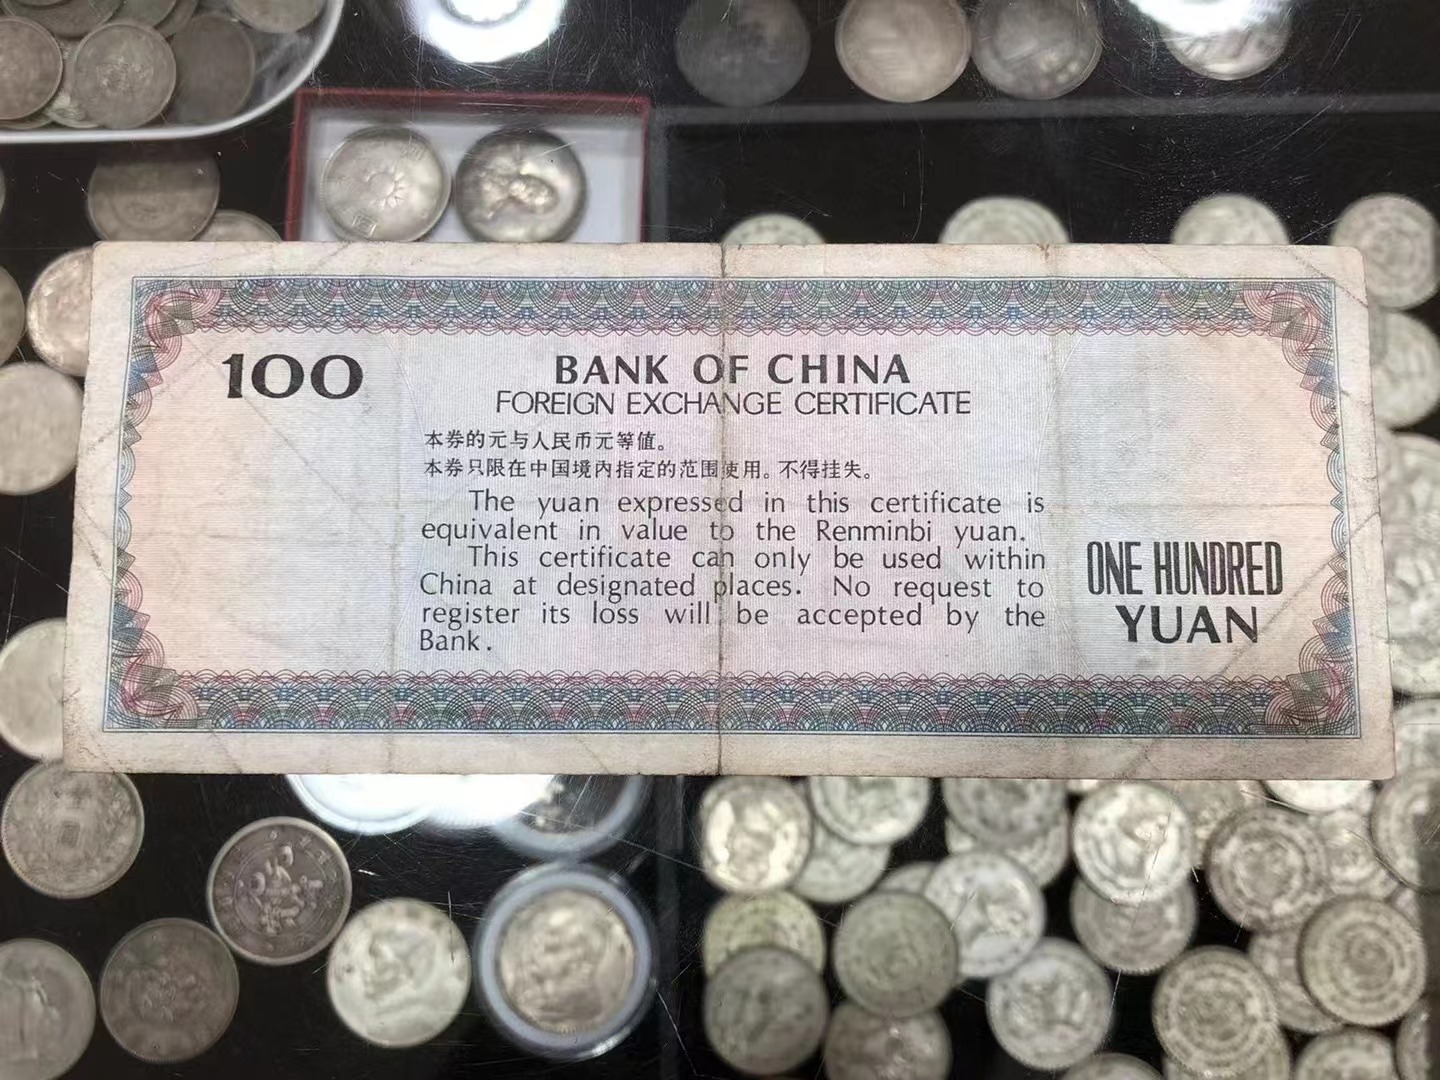 100
BANK OF CHINA
FOREIGN EXCHANGE CERTIFICATE
本券的元与人民币元等值。
本券只限在中国境内指定的范围使用。不得挂失。
The yuan expressed in this certificate is
equivalent in value to the Renminbi yuan.
This certificate can only be used within
China at designated places. No request to
register its loss will be accepted by the
Bank.
ONE HUNDRED
YUAN